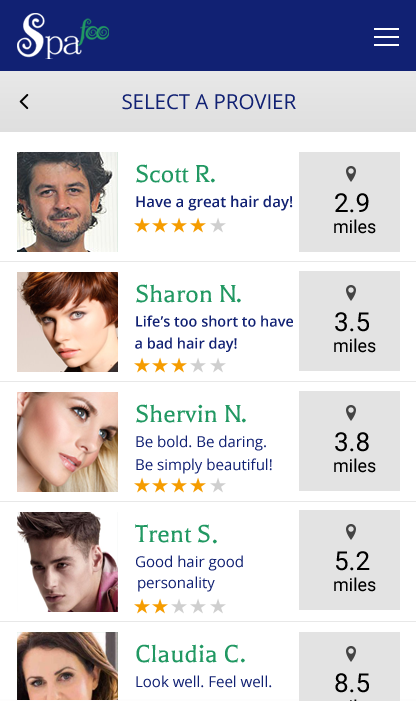 Spa foo
SELECT A PROVIER
Scott R.
Have a great hair day!
2.9
miles
Sharon N.
Life's too short to have
a bad hair day!
3.5
miles
Shervin N.
Be bold. Be daring.
Be simply beautiful!
3.8
miles
Trent S.
Good hair good
personality
5.2
miles
Claudia C.
Look well. Feel well.
8.5